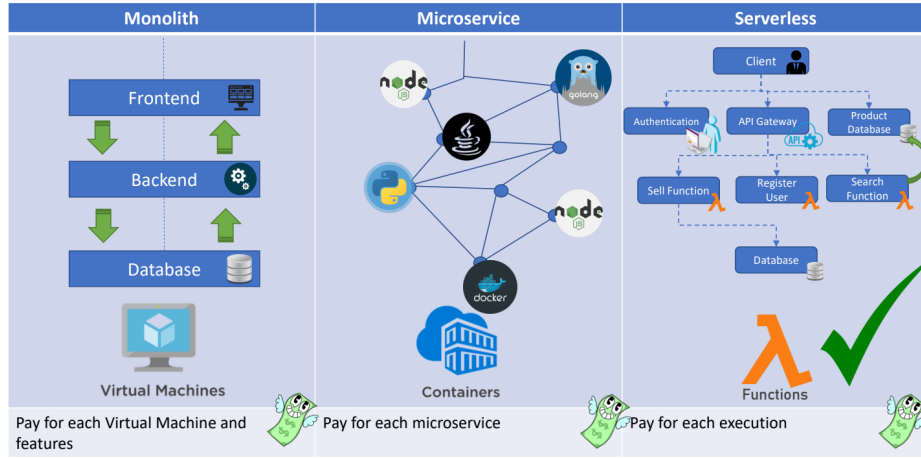 Monolith
Frontend
Backend
Database
Virtual Machines
Pay for each Virtual Machine and
features
Microservice
node
JS
golang
node
JS
docker
Containers
Pay for each microservice
Serverless
Client
Authentication
API Gateway
API
Product
Database
Sell Function
Register
User
Search
Function
Database
Functions
Pay for each execution